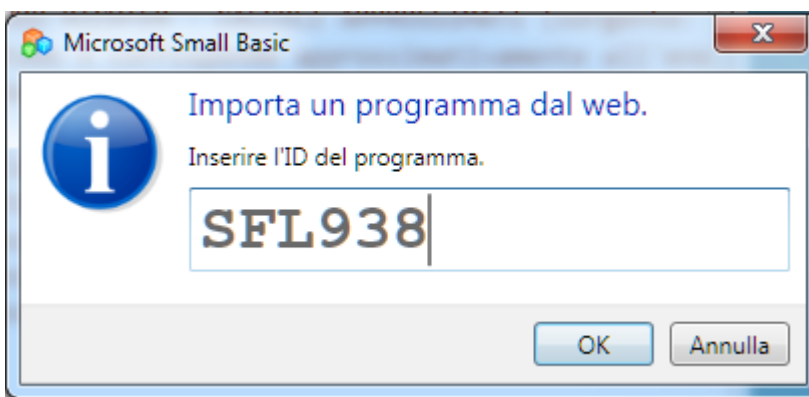 Microsoft Small Basic
Importa un programma dal web.
Inserire l'ID del programma.
SFL938
OK Annulla